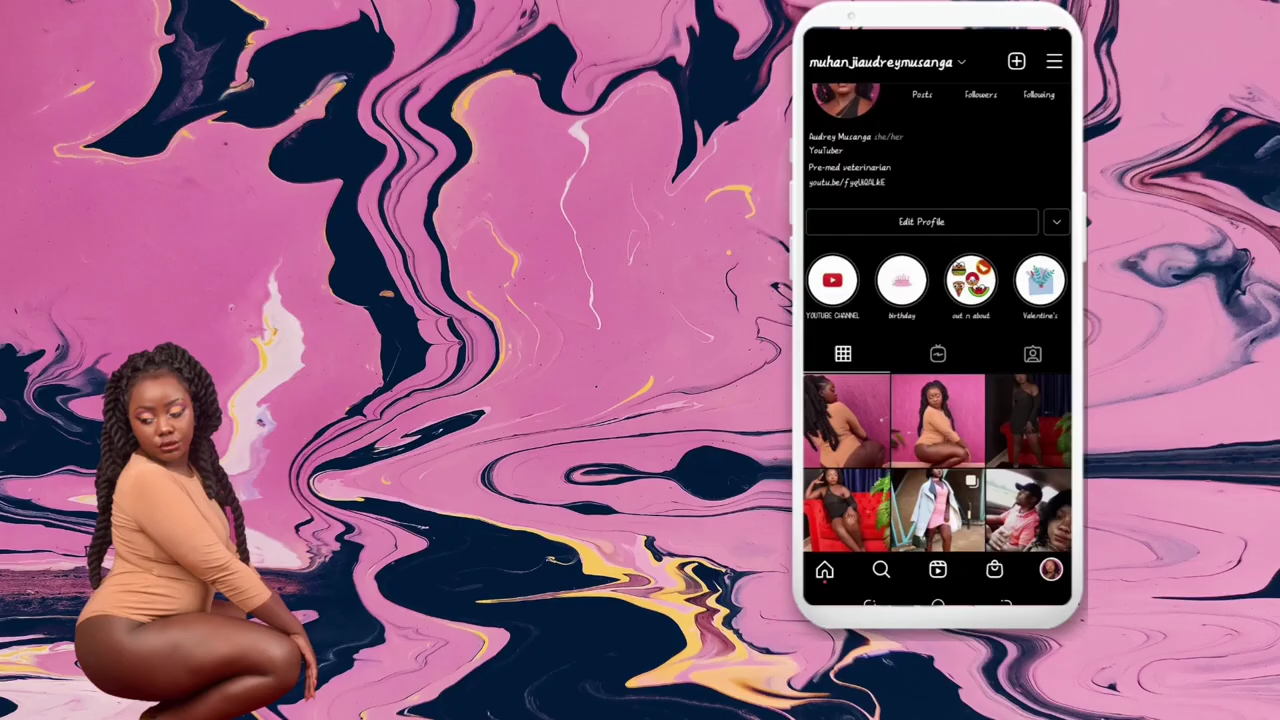 muhanjiaudreymusanga
Posts Followers Following
Audrey Musanga she/her
YouTuber
Pre-med veterinarian
Edit Profile
YOUTUBE CHANNEL birthday out n about Valentine's